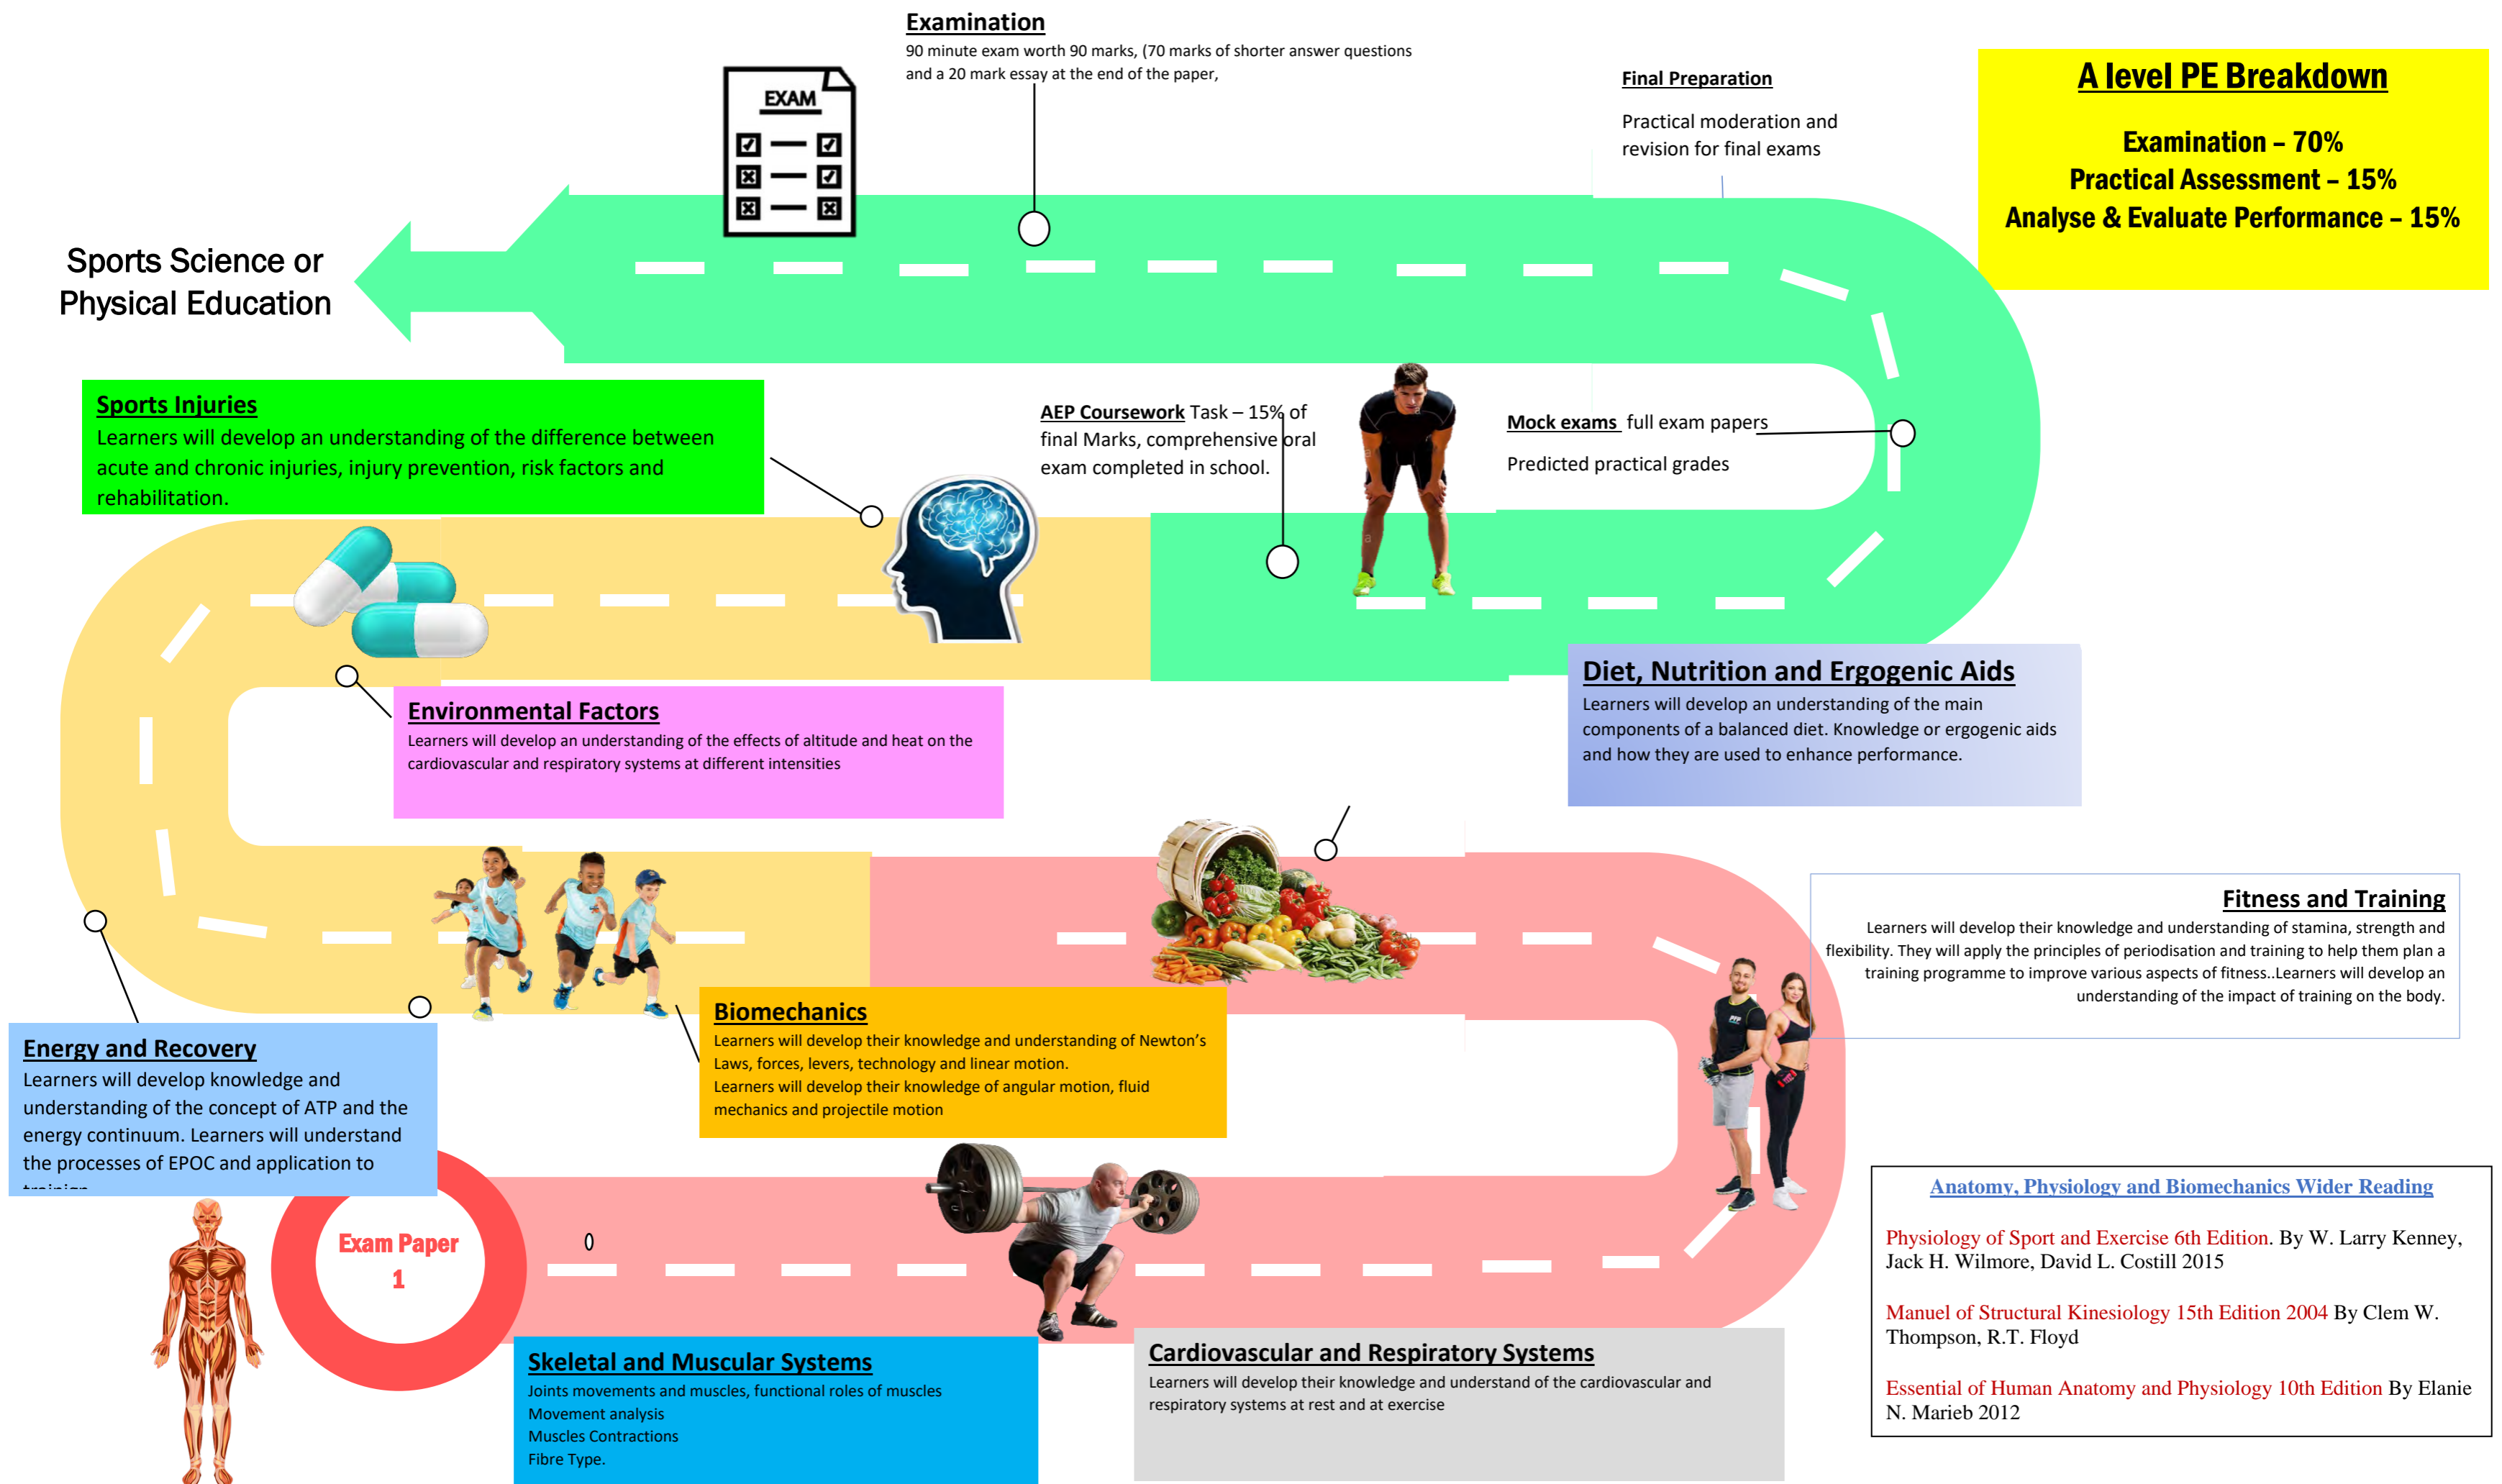 Examination
90 minute exam worth 90 marks, (70 marks of shorter answer questions
and a 20 mark essay at the end of the paper,
EXAM
Final Preparation
Practical moderation and
revision for final exams
A level PE Breakdown
Examination – 70%
Practical Assessment – 15%
Analyse & Evaluate Performance – 15%
Sports Science or
Physical Education
Sports Injuries
Learners will develop an understanding of the difference between
acute and chronic injuries, injury prevention, risk factors and
rehabilitation.
AEP Coursework Task – 15% of
final Marks, comprehensive oral
exam completed in school.
Mock exams full exam papers
Predicted practical grades
Environmental Factors
Learners will develop an understanding of the effects of altitude and heat on the
cardiovascular and respiratory systems at different intensities
Diet, Nutrition and Ergogenic Aids
Learners will develop an understanding of the main
components of a balanced diet. Knowledge or ergogenic aids
and how they are used to enhance performance.
Fitness and Training
Learners will develop their knowledge and understanding of stamina, strength and
flexibility. They will apply the principles of periodisation and training to help them plan a
training programme to improve various aspects of fitness..Learners will develop an
understanding of the impact of training on the body.
Energy and Recovery
Learners will develop knowledge and
understanding of the concept of ATP and the
energy continuum. Learners will understand
the processes of EPOC and application to
Biomechanics
Learners will develop their knowledge and understanding of Newton's
Laws, forces, levers, technology and linear motion.
Learners will develop their knowledge of angular motion, fluid
mechanics and projectile motion
Exam Paper
1
Skeletal and Muscular Systems
Joints movements and muscles, functional roles of muscles
Movement analysis
Muscles Contractions
Fibre Type.
Cardiovascular and Respiratory Systems
Learners will develop their knowledge and understand of the cardiovascular and
respiratory systems at rest and at exercise
Anatomy, Physiology and Biomechanics Wider Reading
Physiology of Sport and Exercise 6th Edition. By W. Larry Kenney,
Jack H. Wilmore, David L. Costill 2015
Manuel of Structural Kinesiology 15th Edition 2004 By Clem W.
Thompson, R.T. Floyd
Essential of Human Anatomy and Physiology 10th Edition By Elanie
N. Marieb 2012